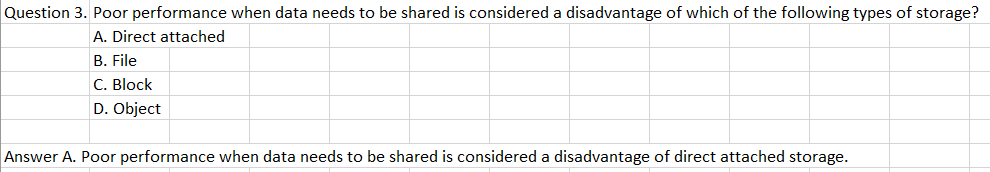 Question 3. Poor performance when data needs to be shared is considered a disadvantage of which of the following types of storage?
A. Direct attached
B. File
C. Block
D. Object
Answer A. Poor performance when data needs to be shared is considered a disadvantage of direct attached storage.